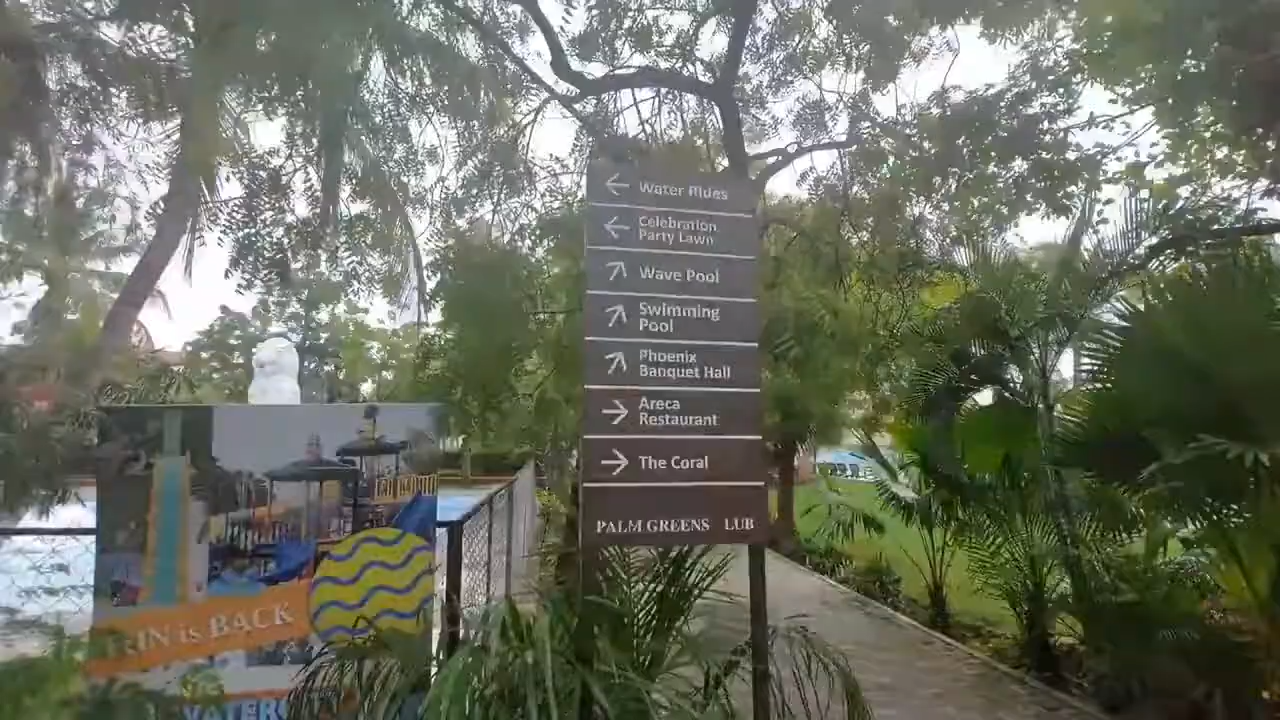 Water Rides
Celebration
Party Lawn
Wave Pool
Swimming
Pool
Phoenix
Banquet Hall
Areca
Restaurant
The Coral
PALM GREENS LUB
is BACK